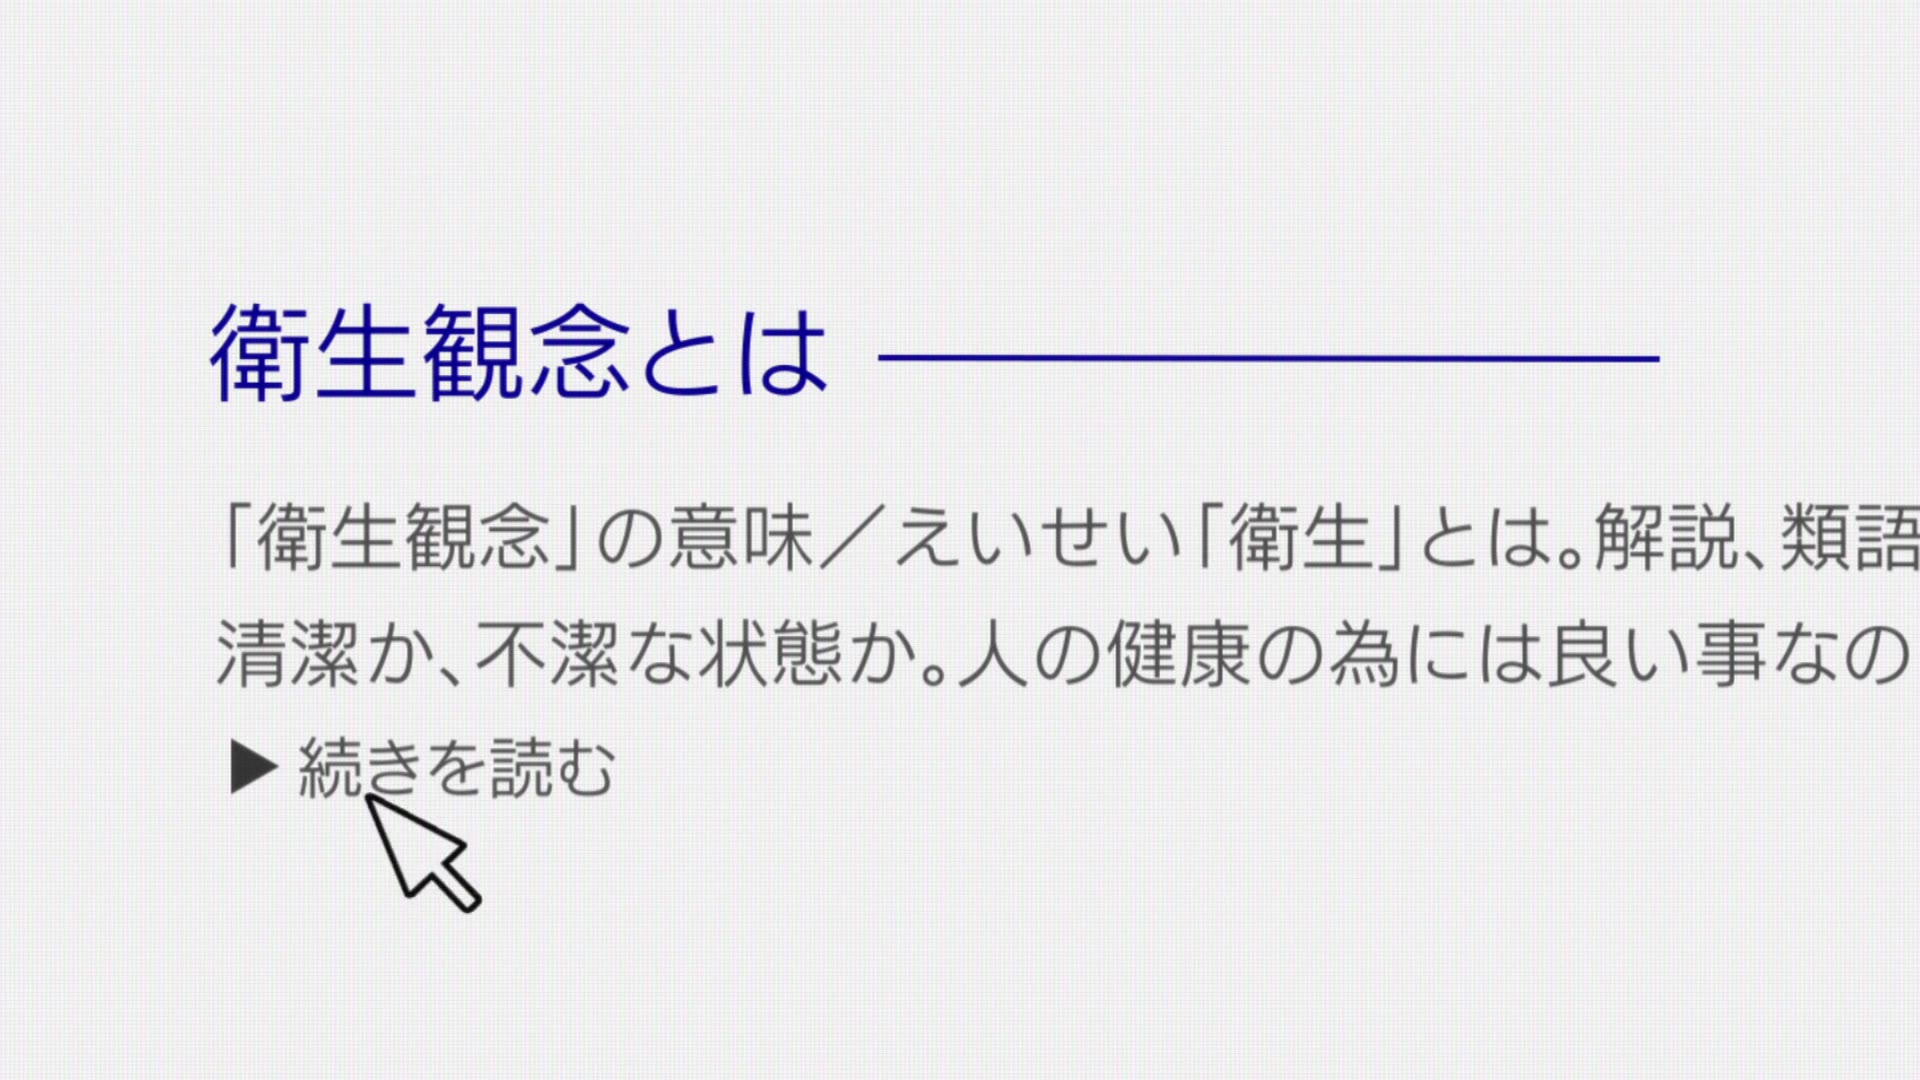 衛生観念とは
「衛生観念」の意味／えいせい「衛生」とは。解説、類語
清潔か、不潔な状態か。人の健康の為には良い事なの
▶ 続きを読む